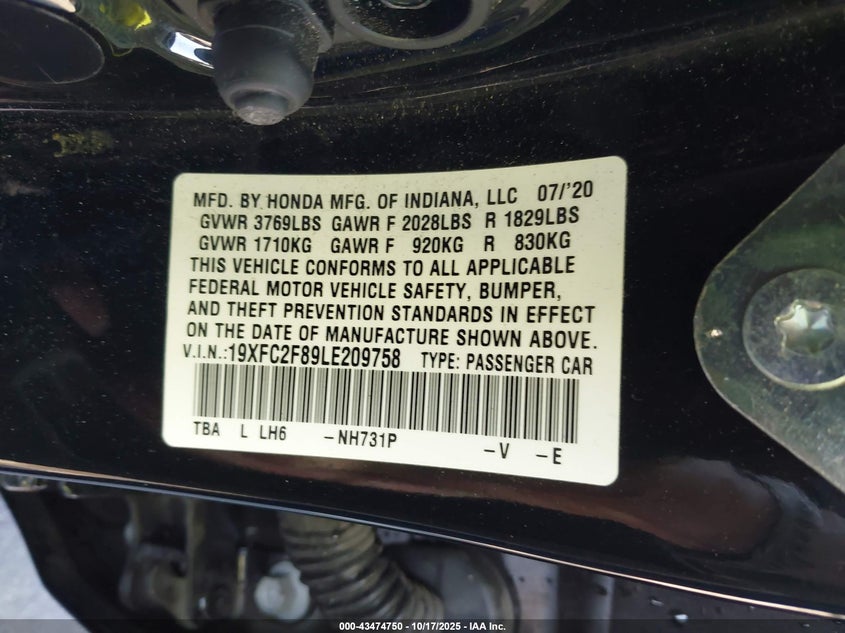 MFD. BY HONDA MFG. OF INDIANA, LLC 07/'20
GVWR 3769LBS GAWR F 2028LBS R 1829LBS
GVWR 1710KG GAWR F 920KG R 830KG
THIS VEHICLE CONFORMS TO ALL APPLICABLE
FEDERAL MOTOR VEHICLE SAFETY, BUMPER,
AND THEFT PREVENTION STANDARDS IN EFFECT
ON THE DATE OF MANUFACTURE SHOWN ABOVE.
V.I.N.:19XFC2F89LE209758 TYPE: PASSENGER CAR
TBA L LH6 -NH731P -V -E
000-43474750 | 10/17/2025 - IAA Inc.